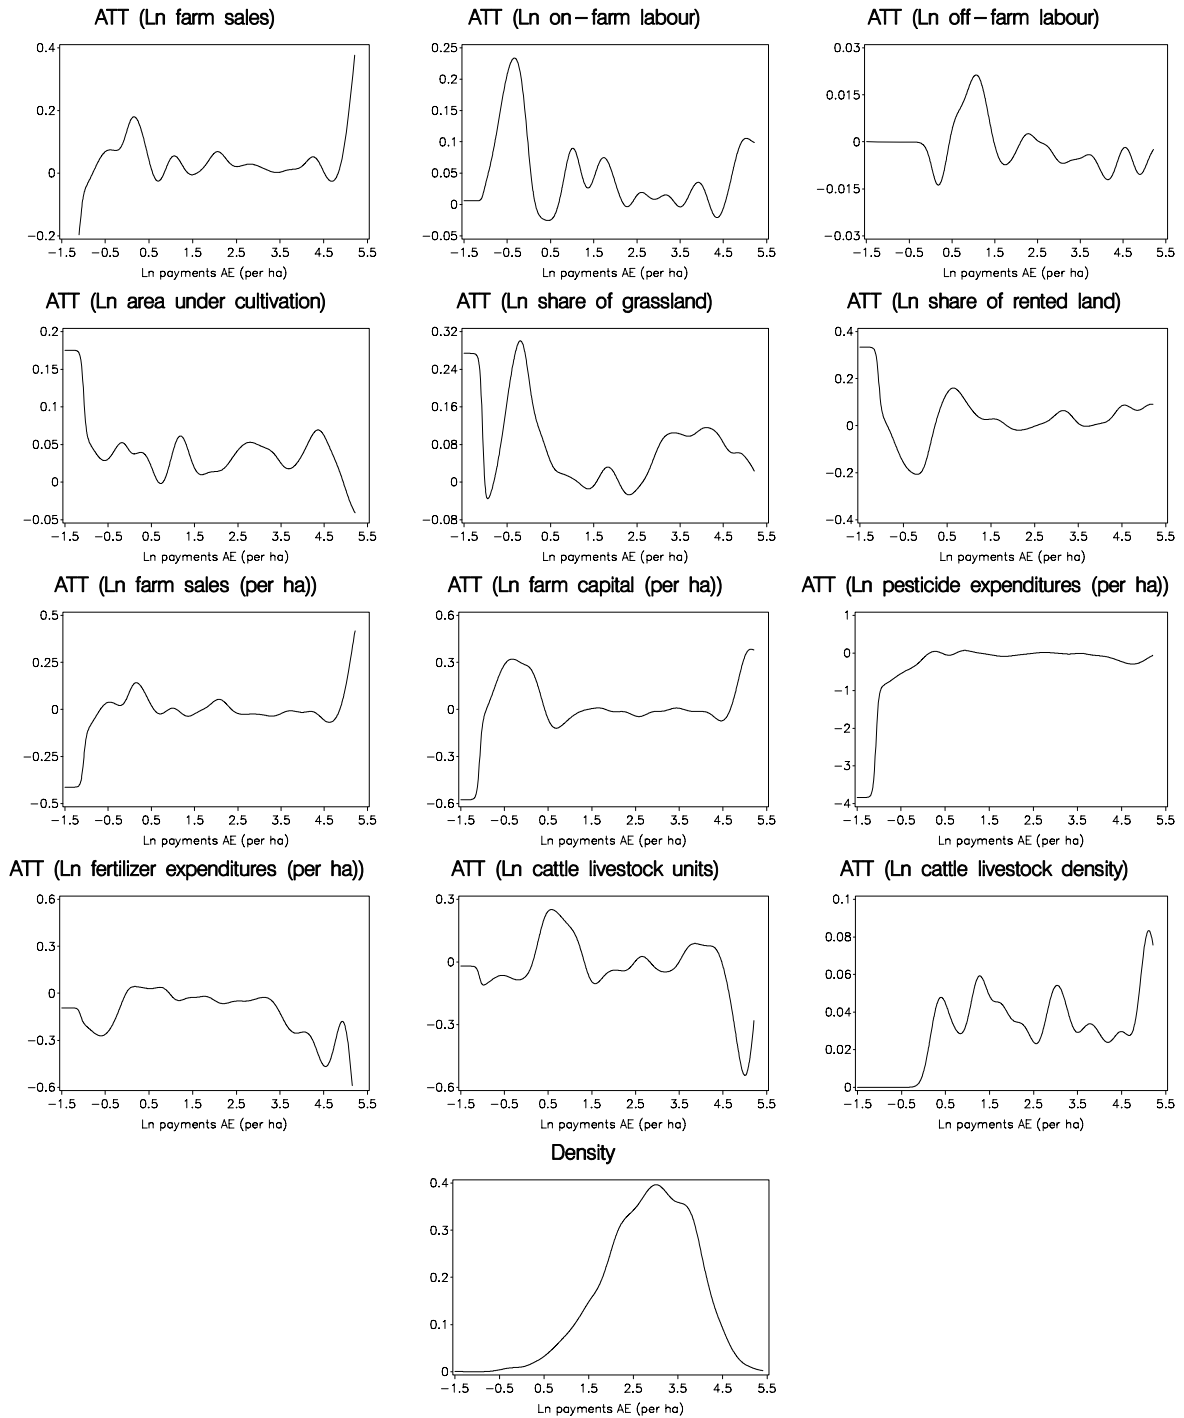 ATT (Ln farm sales)
0.4
0.2
0
−0.2
−1.5 −0.5 0.5 1.5 2.5 3.5 4.5 5.5
Ln payments AE (per ha)
ATT (Ln on−farm labour)
0.25
0.2
0.15
0.1
0.05
0
−0.05
−1.5 −0.5 0.5 1.5 2.5 3.5 4.5 5.5
Ln payments AE (per ha)
ATT (Ln off−farm labour)
0.03
0.015
0
−0.015
−0.03
−1.5 −0.5 0.5 1.5 2.5 3.5 4.5 5.5
Ln payments AE (per ha)
ATT (Ln area under cultivation)
0.2
0.15
0.1
0.05
0
−0.05
−1.5 −0.5 0.5 1.5 2.5 3.5 4.5 5.5
Ln payments AE (per ha)
ATT (Ln share of grassland)
0.32
0.24
0.16
0.08
0
−0.08
−1.5 −0.5 0.5 1.5 2.5 3.5 4.5 5.5
Ln payments AE (per ha)
ATT (Ln share of rented land)
0.4
0.2
0
−0.2
−0.4
−1.5 −0.5 0.5 1.5 2.5 3.5 4.5 5.5
Ln payments AE (per ha)
ATT (Ln farm sales (per ha))
0.5
0.25
0
−0.25
−0.5
−1.5 −0.5 0.5 1.5 2.5 3.5 4.5 5.5
Ln payments AE (per ha)
ATT (Ln farm capital (per ha))
0.6
0.3
0
−0.3
−0.6
−1.5 −0.5 0.5 1.5 2.5 3.5 4.5 5.5
Ln payments AE (per ha)
ATT (Ln pesticide expenditures (per ha))
1
0
−1
−2
−3
−4
−1.5 −0.5 0.5 1.5 2.5 3.5 4.5 5.5
Ln payments AE (per ha)
ATT (Ln fertilizer expenditures (per ha))
0.6
0.3
0
−0.3
−0.6
−1.5 −0.5 0.5 1.5 2.5 3.5 4.5 5.5
Ln payments AE (per ha)
ATT (Ln cattle livestock units)
0.3
0
−0.3
−0.6
−1.5 −0.5 0.5 1.5 2.5 3.5 4.5 5.5
Ln payments AE (per ha)
ATT (Ln cattle livestock density)
0.1
0.08
0.06
0.04
0.02
0
−1.5 −0.5 0.5 1.5 2.5 3.5 4.5 5.5
Ln payments AE (per ha)
Density
0.4
0.3
0.2
0.1
0
−1.5 −0.5 0.5 1.5 2.5 3.5 4.5 5.5
Ln payments AE (per ha)